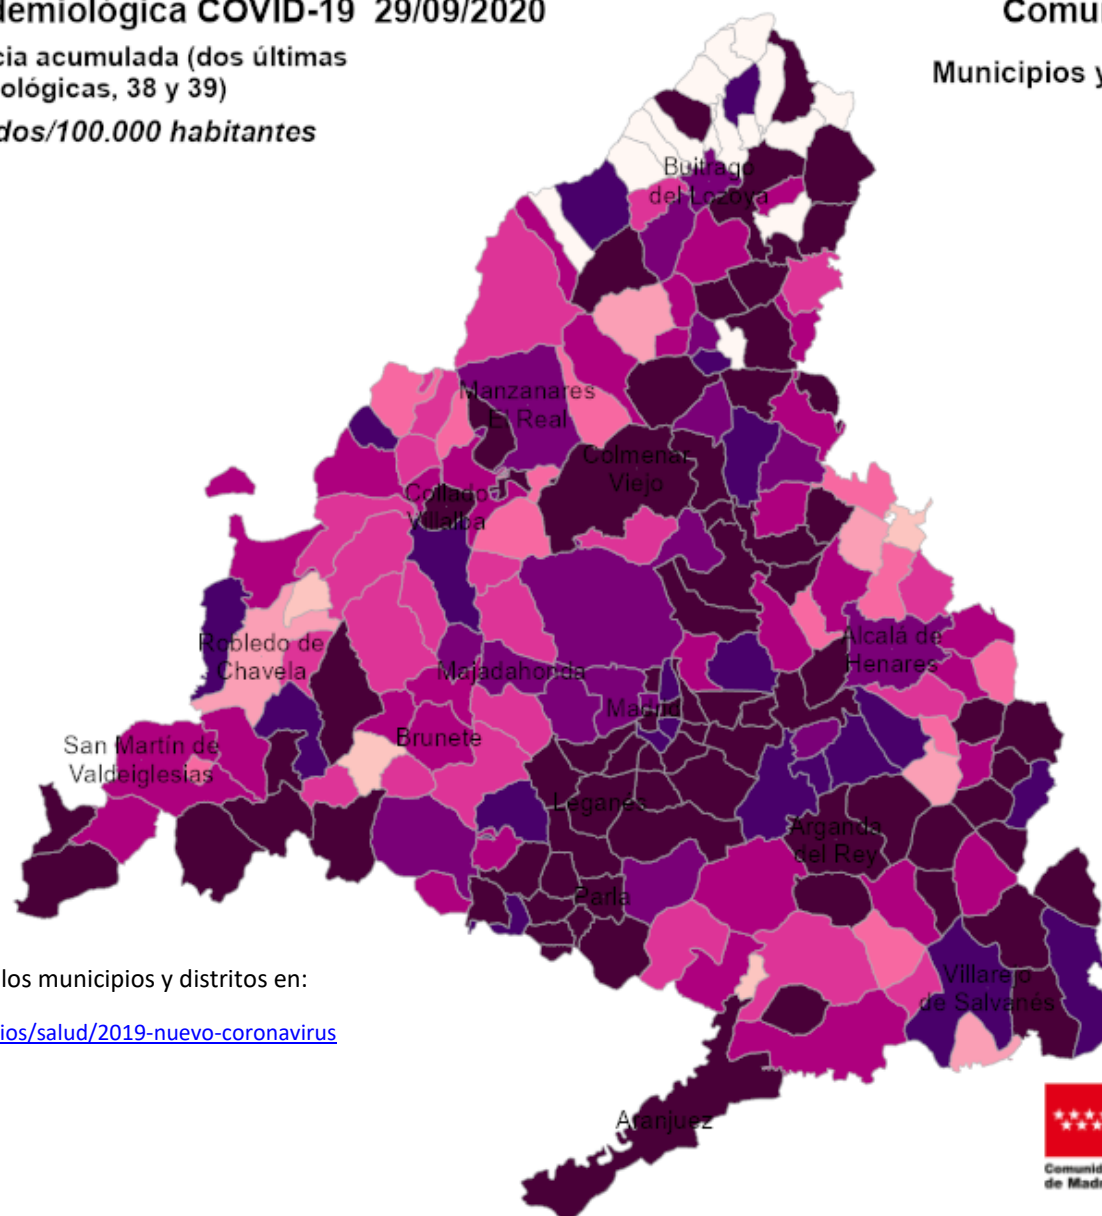 demiológica COVID-19 29/09/2020
cia acumulada (dos últimas
ológicas, 38 y 39)
dos/100.000 habitantes
Comu
Municipios y
Buitrago
del Lozoya
Manzanares
El Real
Colmenar
Viejo
Collado
Villalba
Robledo de
Chavela
Alcalá de
Henares
Majadahonda
Madrid
Brunete
San Martín de
Valdeiglesias
Leganés
Arganda
del Rey
Parla
Villarejo
de Salvanés
los municipios y distritos en:
ios/salud/2019-nuevo-coronavirus
Aranjuez
Comunid
de Madr